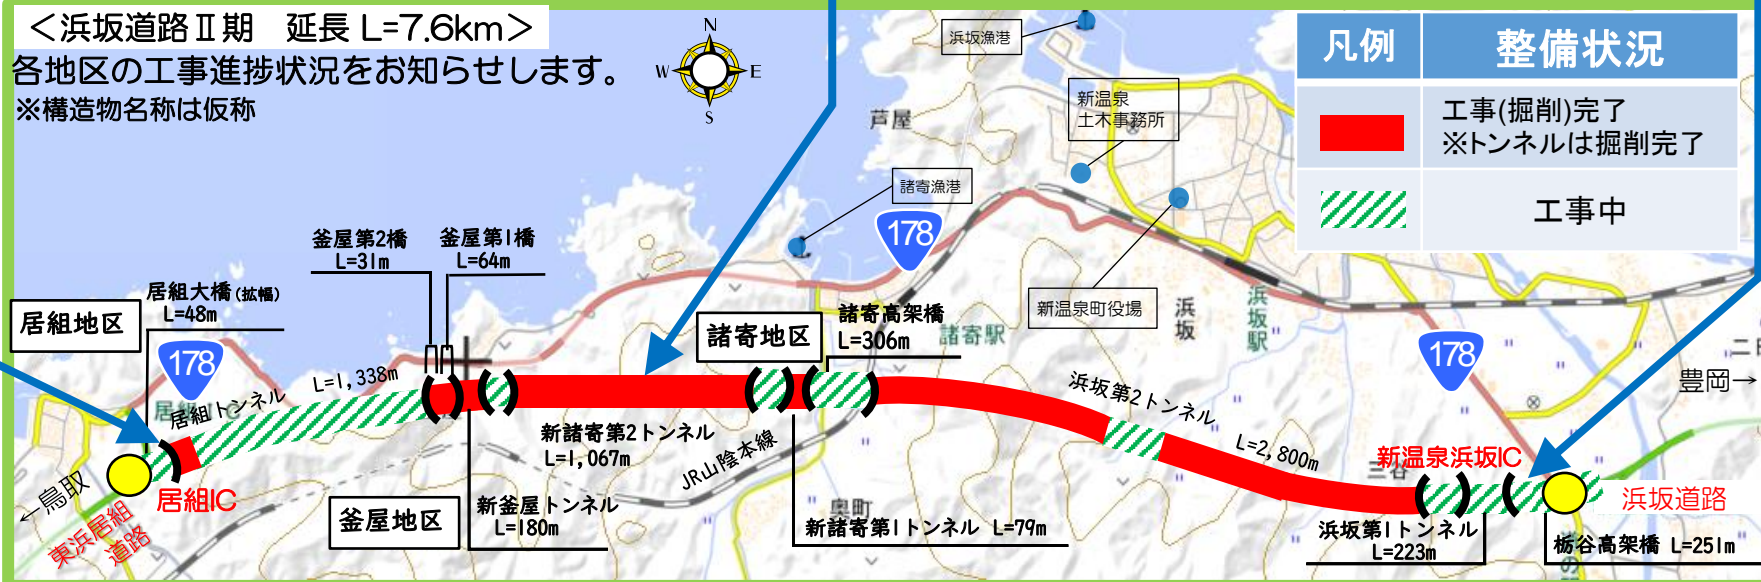 <浜坂道路Ⅱ期　延長 L=7.6km>
各地区の工事進捗状況をお知らせします。
※構造物名称は仮称
N
W
E
S
凡例
整備状況
工事(掘削)完了
※トンネルは掘削完了
工事中
浜坂漁港
新温泉
土木事務所
芦屋
諸寄漁港
178
新温泉町役場
浜坂
浜坂駅
諸寄駅
釜屋第2橋
L=31m
釜屋第1橋
L=64m
居組大橋(拡幅)
L=48m
居組地区
178
居組トンネル
L=1,338m
諸寄地区
諸寄高架橋
L=306m
178
豊岡→
浜坂第2トンネル
L=2,800m
新諸寄第2トンネル
L=1,067m
JR山陰本線
新温泉浜坂IC
三谷
浜坂道路
←鳥取
居組IC
東浜居組
道路
釜屋地区
新釜屋トンネル
L=180m
奥町
新諸寄第1トンネル L=79m
浜坂第1トンネル
L=223m
栃谷高架橋 L=251m